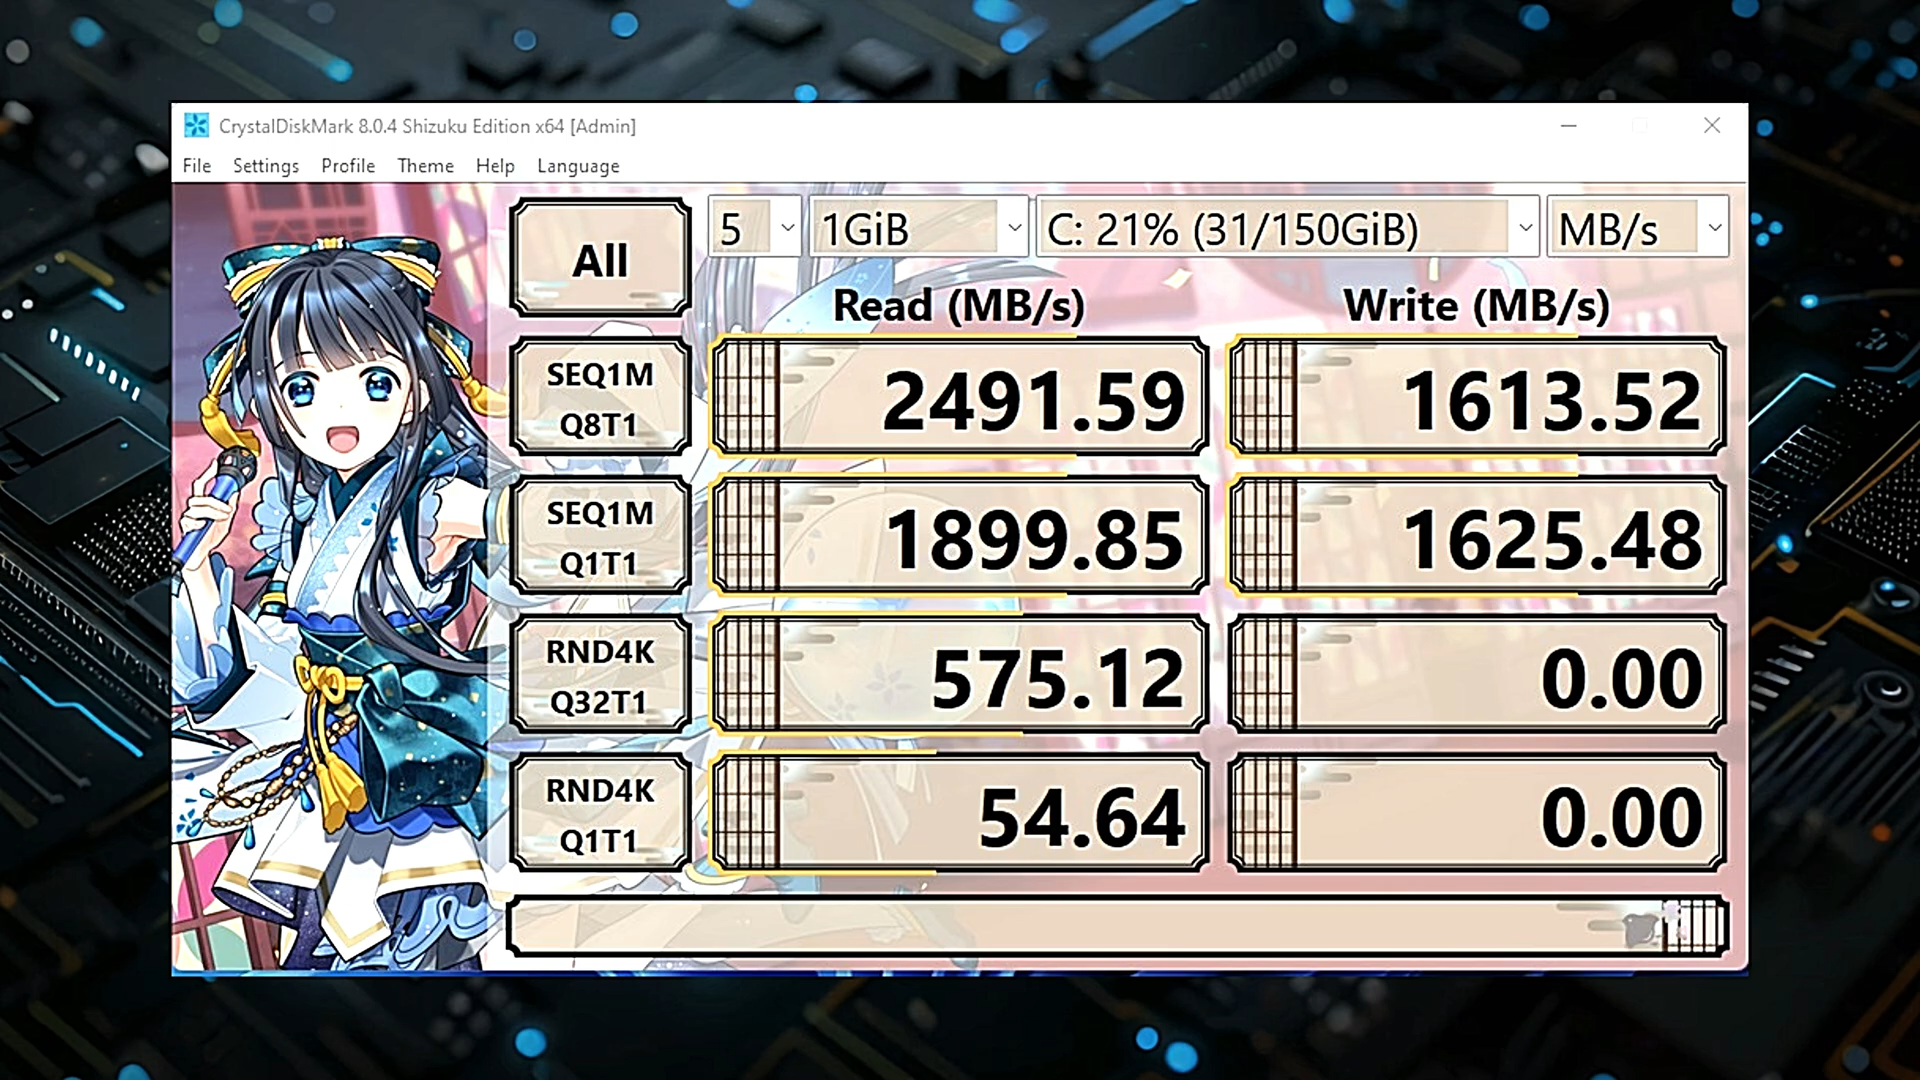 CrystalDiskMark 8.0.4 Shizuku Edition x64 [Admin]
File Settings Profile Theme Help Language
All 5 1GiB C: 21% (31/150GiB) MB/s
Read (MB/s) Write (MB/s)
SEQ1M
Q8T1 2491.59 1613.52
SEQ1M
Q1T1 1899.85 1625.48
RND4K
Q32T1 575.12 0.00
RND4K
Q1T1 54.64 0.00